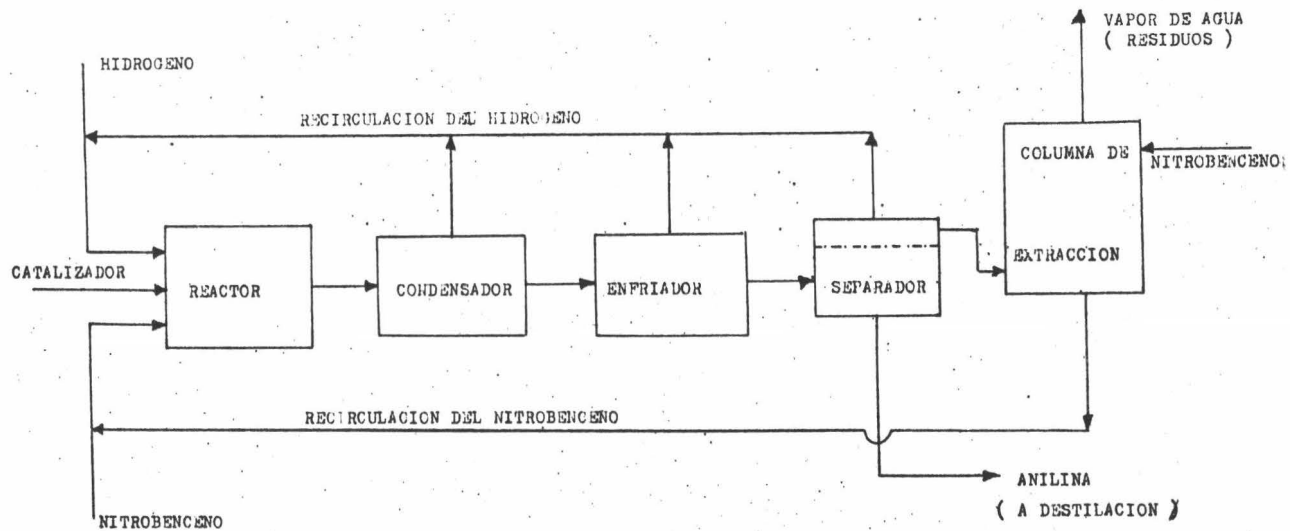 VAPOR DE AGUA
( RESIDUOS )
HIDROGENO
RECIRCULACION DEL HIDROGENO
COLUMNA DE
NITROBENCENO
EXTRACCION
CATALIZADOR
REACTOR
CONDENSADOR
ENFRIADOR
SEPARADOR
RECIRCULACION DEL NITROBENCENO
ANILINA
( A DESTILACION )
NITROBENCENO